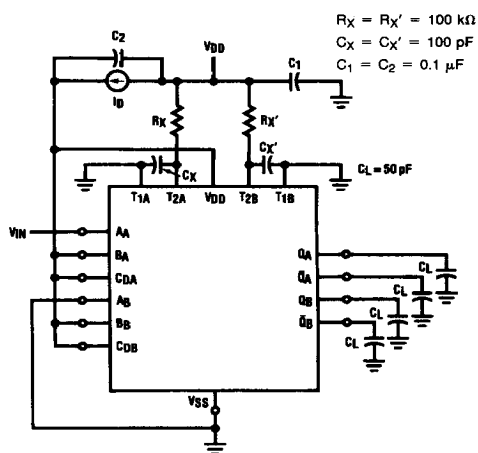 RX = RX′ = 100 kΩ
CX = CX′ = 100 pF
C1 = C2 = 0.1 μF
C2
VDD
C1
ID
RX
RX′
CX
CX′
CL = 50 pF
T1A T2A VDD T2B T1B
VIN
AA
BA
CDA
AB
BB
CDB
QA
Q̄A
QB
Q̄B
CL
CL
CL
CL
VSS